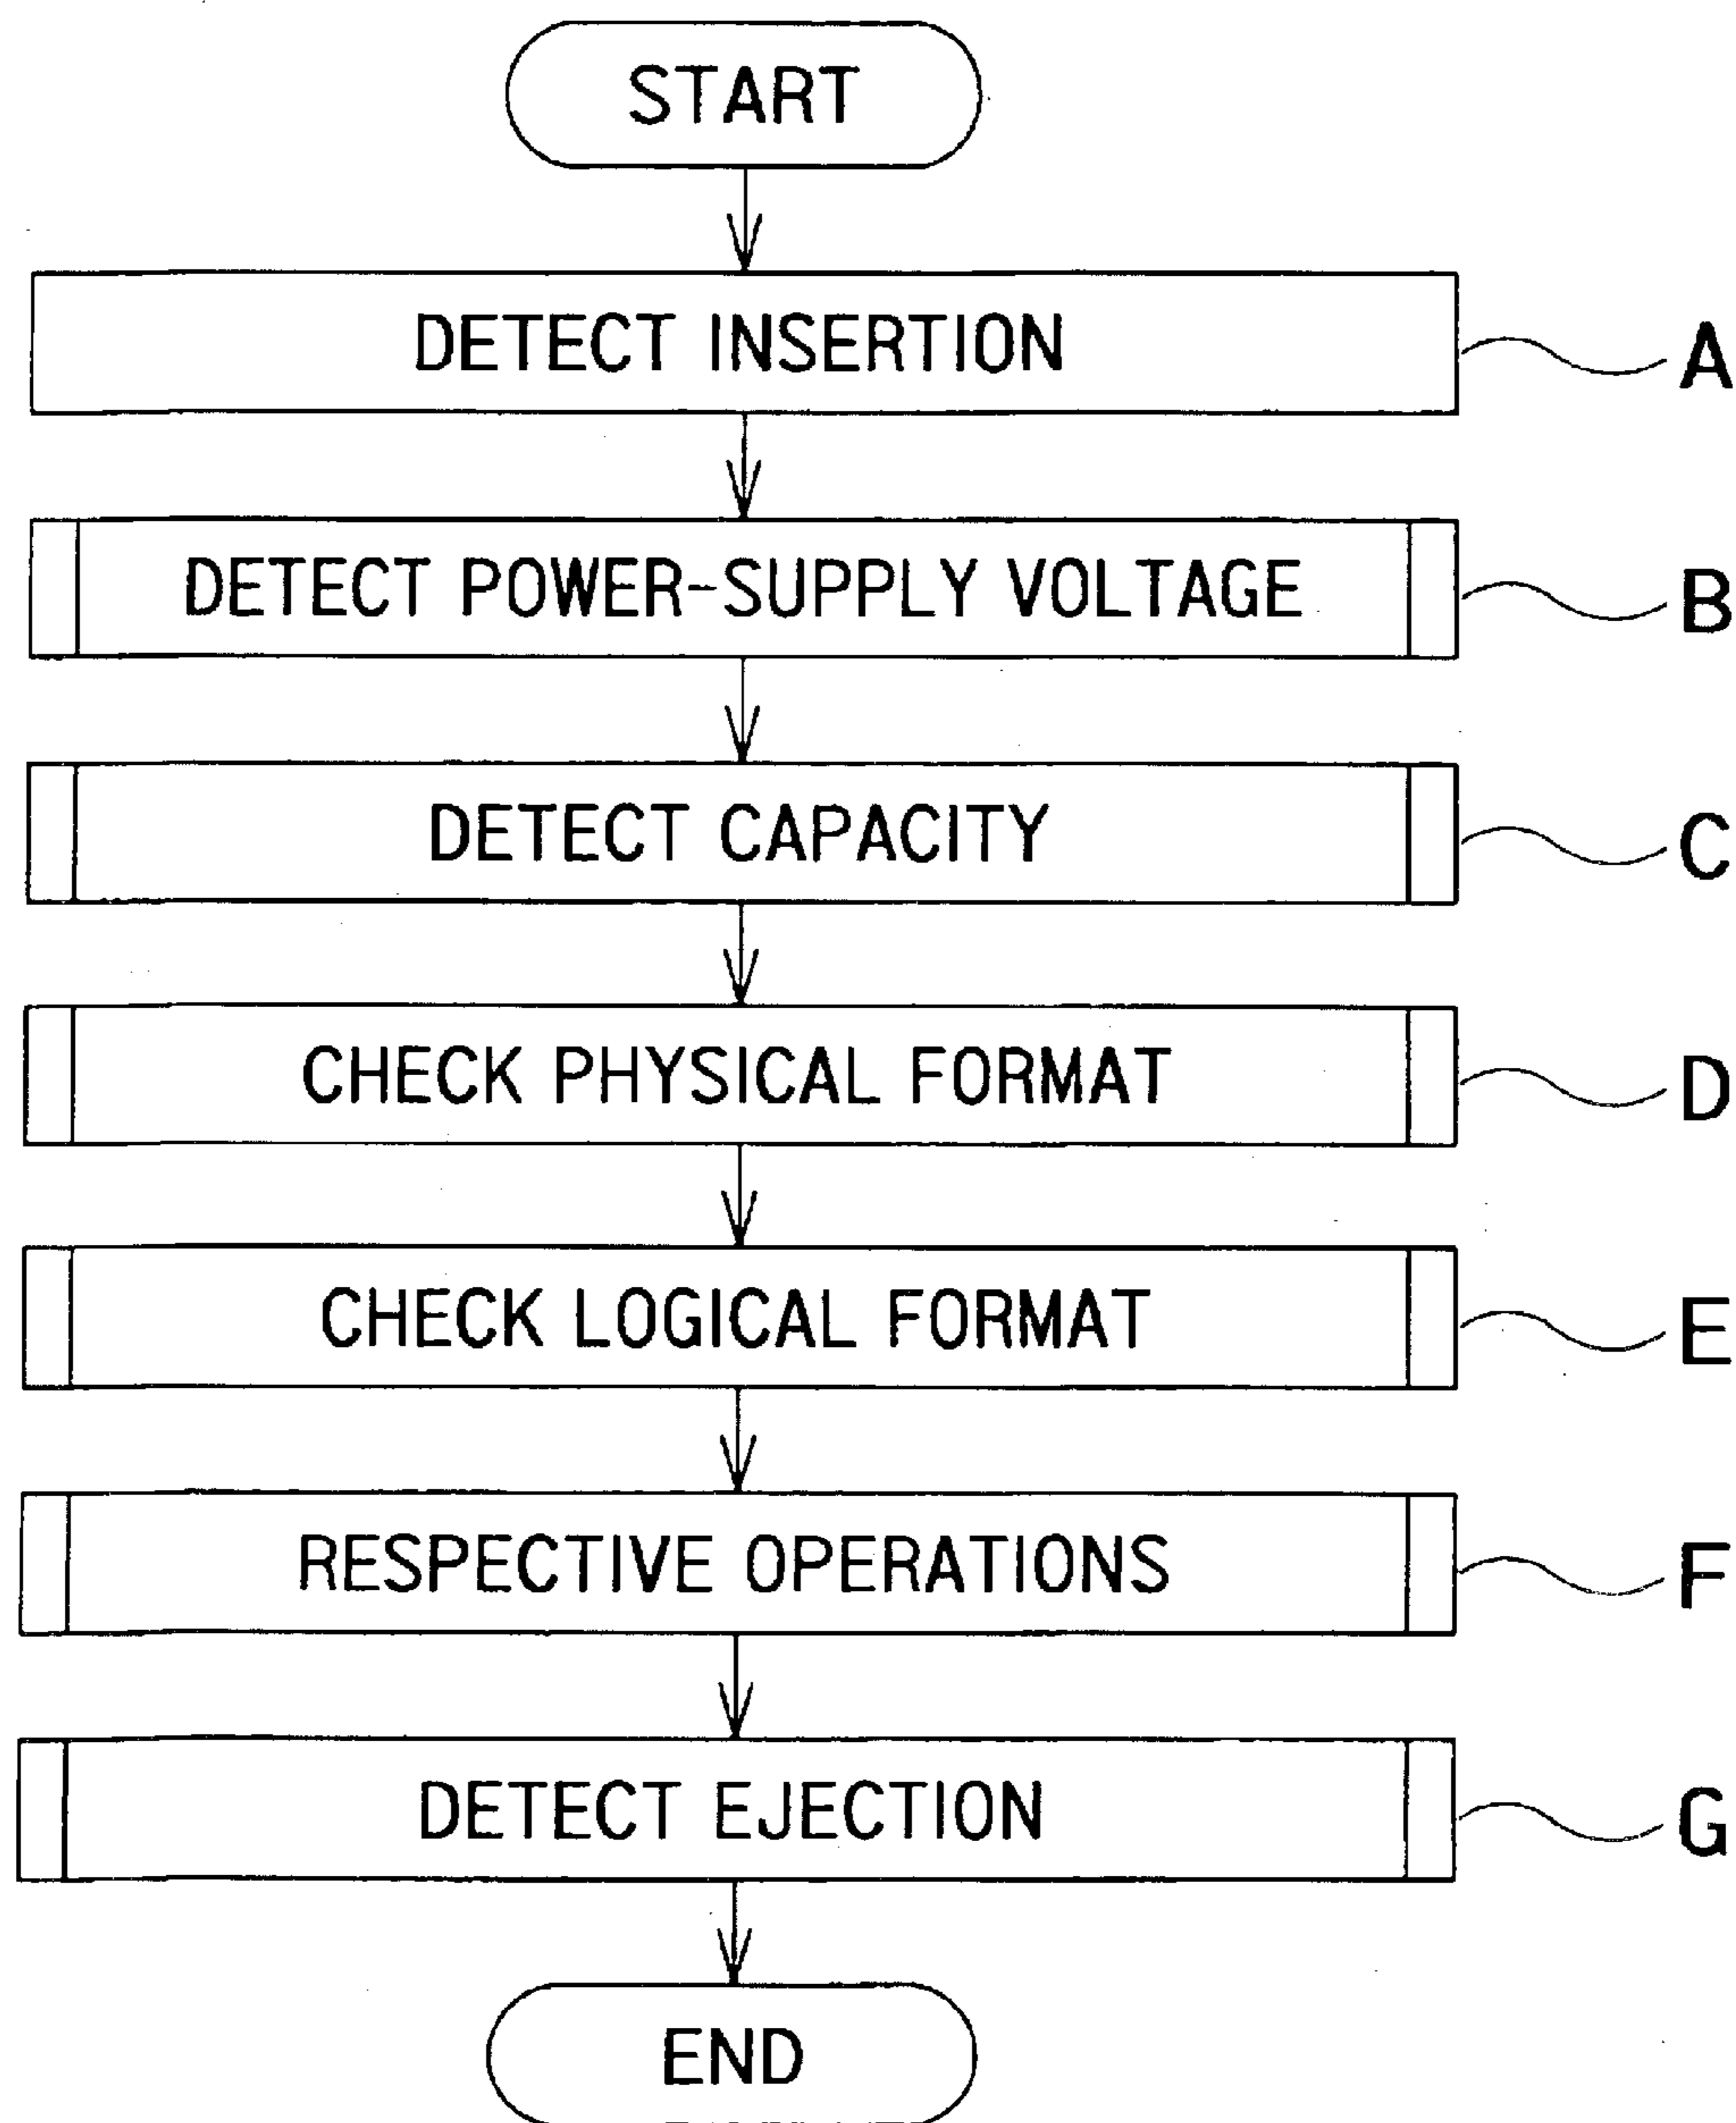 START
DETECT INSERTION
A
DETECT POWER-SUPPLY VOLTAGE
B
DETECT CAPACITY
C
CHECK PHYSICAL FORMAT
D
CHECK LOGICAL FORMAT
E
RESPECTIVE OPERATIONS
F
DETECT EJECTION
G
END